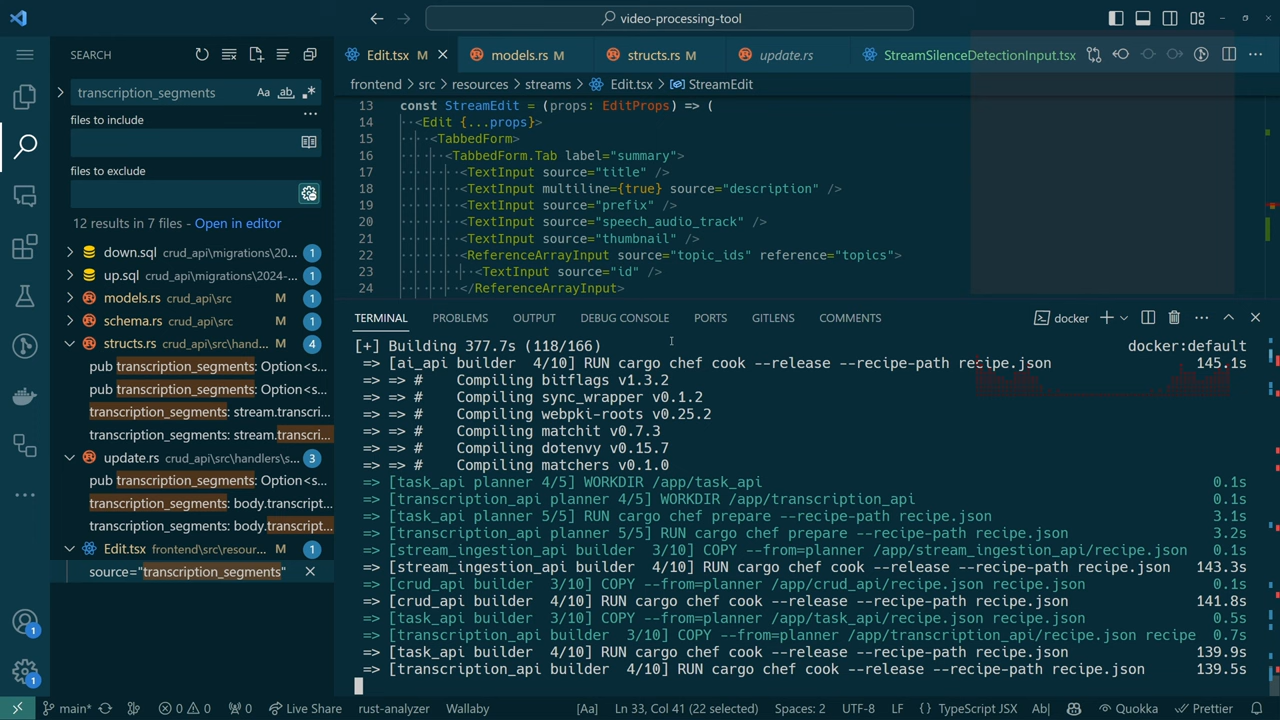 video-processing-tool
SEARCH
transcription_segments
Aa
ab
files to include
files to exclude
12 results in 7 files - Open in editor
down.sql crud_api\migrations\20... 1
up.sql crud_api\migrations\2024-... 1
models.rs crud_api\src M 1
schema.rs crud_api\src M 1
structs.rs crud_api\src\hand... 4
pub transcription_segments: Option<s...
pub transcription_segments: Option<s...
transcription_segments: stream.transcri...
transcription_segments: stream.transcri...
update.rs crud_api\src\handlers\s... 3
pub transcription_segments: Option<s...
transcription_segments: body.transcript...
transcription_segments: body.transcript...
Edit.tsx frontend\src\resour... M 1
source="transcription_segments"
Edit.tsx M
models.rs M
structs.rs M
update.rs
StreamSilenceDetectionInput.tsx
frontend > src > resources > streams > Edit.tsx > StreamEdit
13 const StreamEdit = (props: EditProps) => (
14 <Edit {...props}>
15 <TabbedForm>
16 <TabbedForm.Tab label="summary">
17 <TextInput source="title" />
18 <TextInput multiline={true} source="description" />
19 <TextInput source="prefix" />
20 <TextInput source="speech_audio_track" />
21 <TextInput source="thumbnail" />
22 <ReferenceArrayInput source="topic_ids" reference="topics">
23 <TextInput source="id" />
24 </ReferenceArrayInput>
TERMINAL PROBLEMS OUTPUT DEBUG CONSOLE PORTS GITLENS COMMENTS docker
[+] Building 377.7s (118/166) docker:default
=> [ai_api builder 4/10] RUN cargo chef cook --release --recipe-path recipe.json 145.1s
=> => # Compiling bitflags v1.3.2
=> => # Compiling sync_wrapper v0.1.2
=> => # Compiling webpki-roots v0.25.2
=> => # Compiling matchit v0.7.3
=> => # Compiling dotenvy v0.15.7
=> => # Compiling matchers v0.1.0
=> [task_api planner 4/5] WORKDIR /app/task_api 0.1s
=> [transcription_api planner 4/5] WORKDIR /app/transcription_api 0.1s
=> [task_api planner 5/5] RUN cargo chef prepare --recipe-path recipe.json 3.1s
=> [transcription_api planner 5/5] RUN cargo chef prepare --recipe-path recipe.json 3.2s
=> [stream_ingestion_api builder 3/10] COPY --from=planner /app/stream_ingestion_api/recipe.json 0.1s
=> [stream_ingestion_api builder 4/10] RUN cargo chef cook --release --recipe-path recipe.json 143.3s
=> [crud_api builder 3/10] COPY --from=planner /app/crud_api/recipe.json recipe.json 0.1s
=> [crud_api builder 4/10] RUN cargo chef cook --release --recipe-path recipe.json 141.8s
=> [task_api builder 3/10] COPY --from=planner /app/task_api/recipe.json recipe.json 0.5s
=> [transcription_api builder 3/10] COPY --from=planner /app/transcription_api/recipe.json recipe 0.7s
=> [task_api builder 4/10] RUN cargo chef cook --release --recipe-path recipe.json 139.9s
=> [transcription_api builder 4/10] RUN cargo chef cook --release --recipe-path recipe.json 139.5s
1
1
main* 0 0 0 Live Share rust-analyzer Wallaby [Aa] Ln 33, Col 41 (22 selected) Spaces: 2 UTF-8 LF {} TypeScript JSX Ab| Quokka Prettier